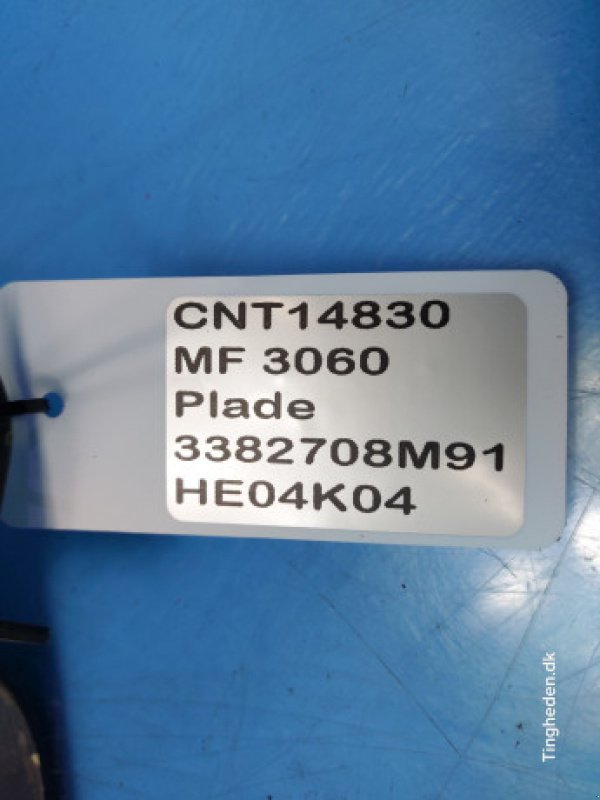 CNT14830
MF 3060
Plade
3382708M91
HE04K04
Tingheden.dk